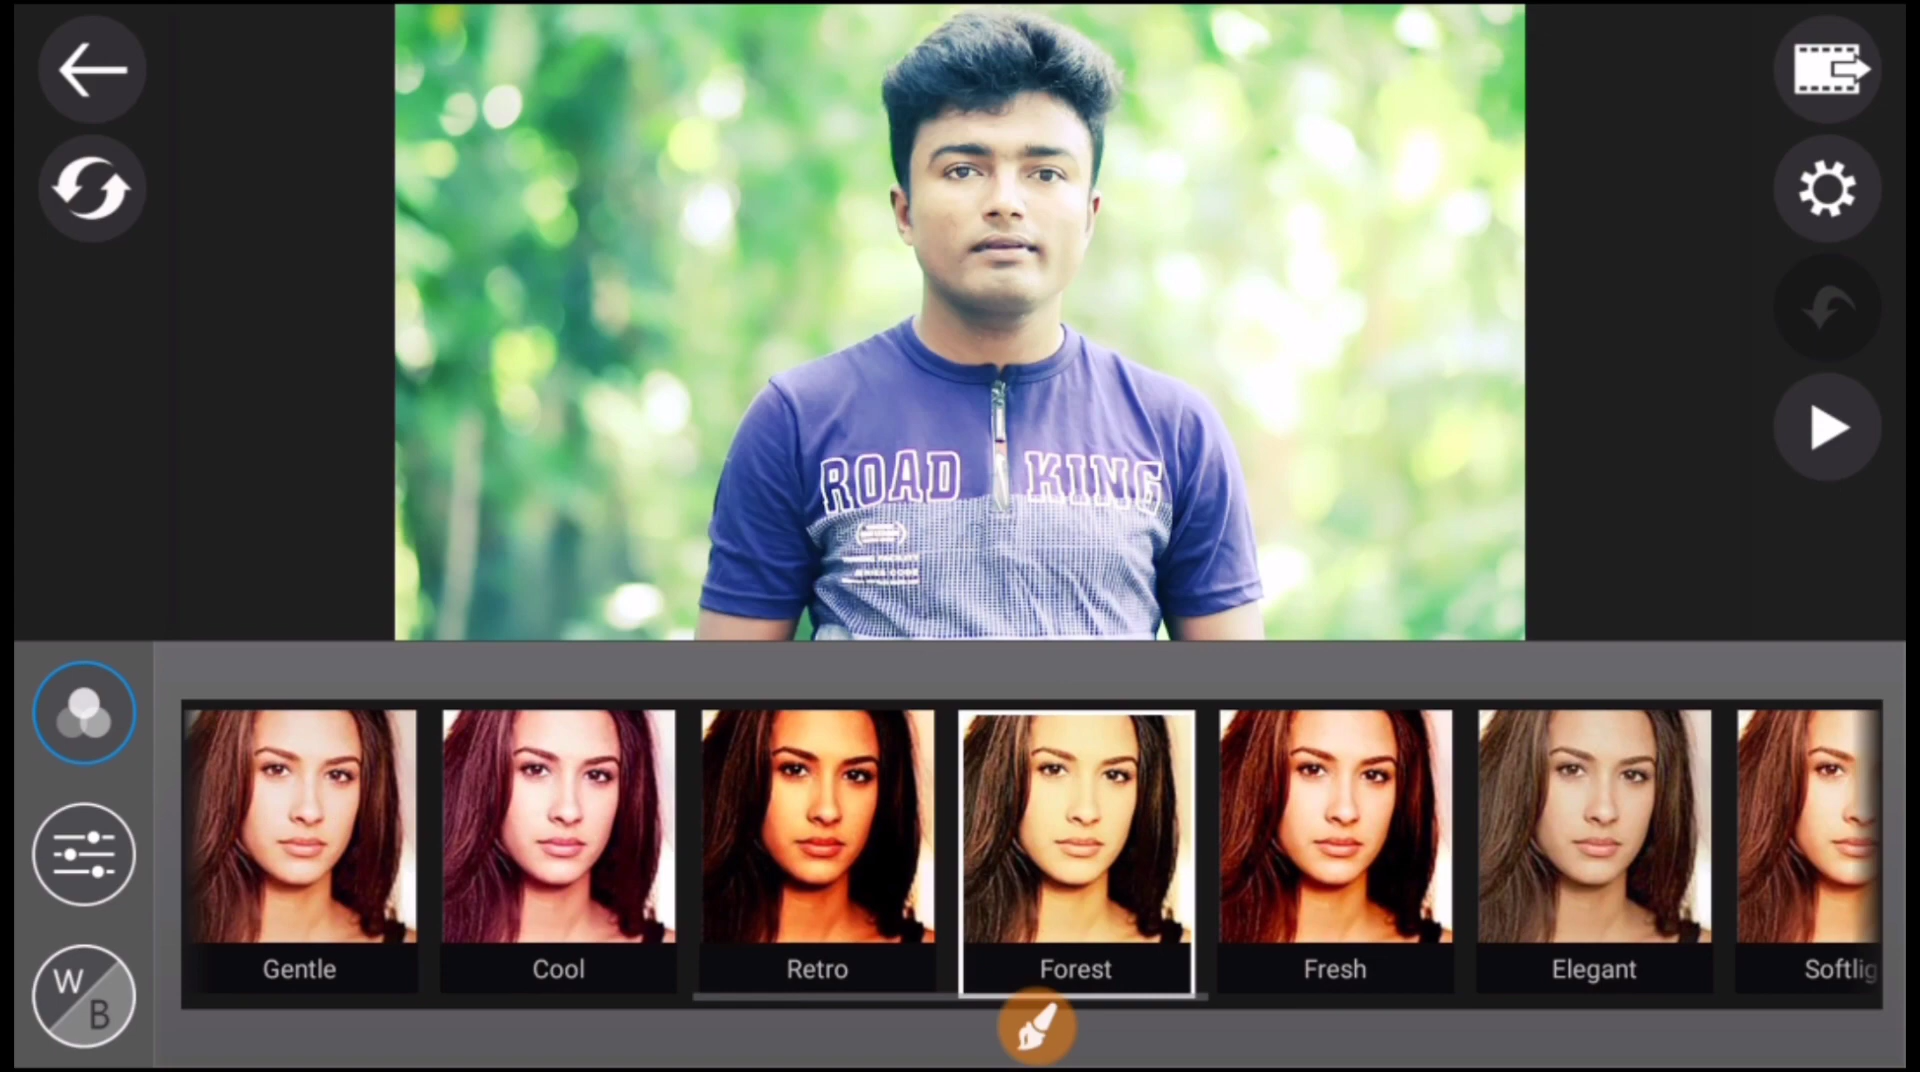 ROAD KING
Gentle
Cool
Retro
Forest
Fresh
Elegant
Softlig
W
B